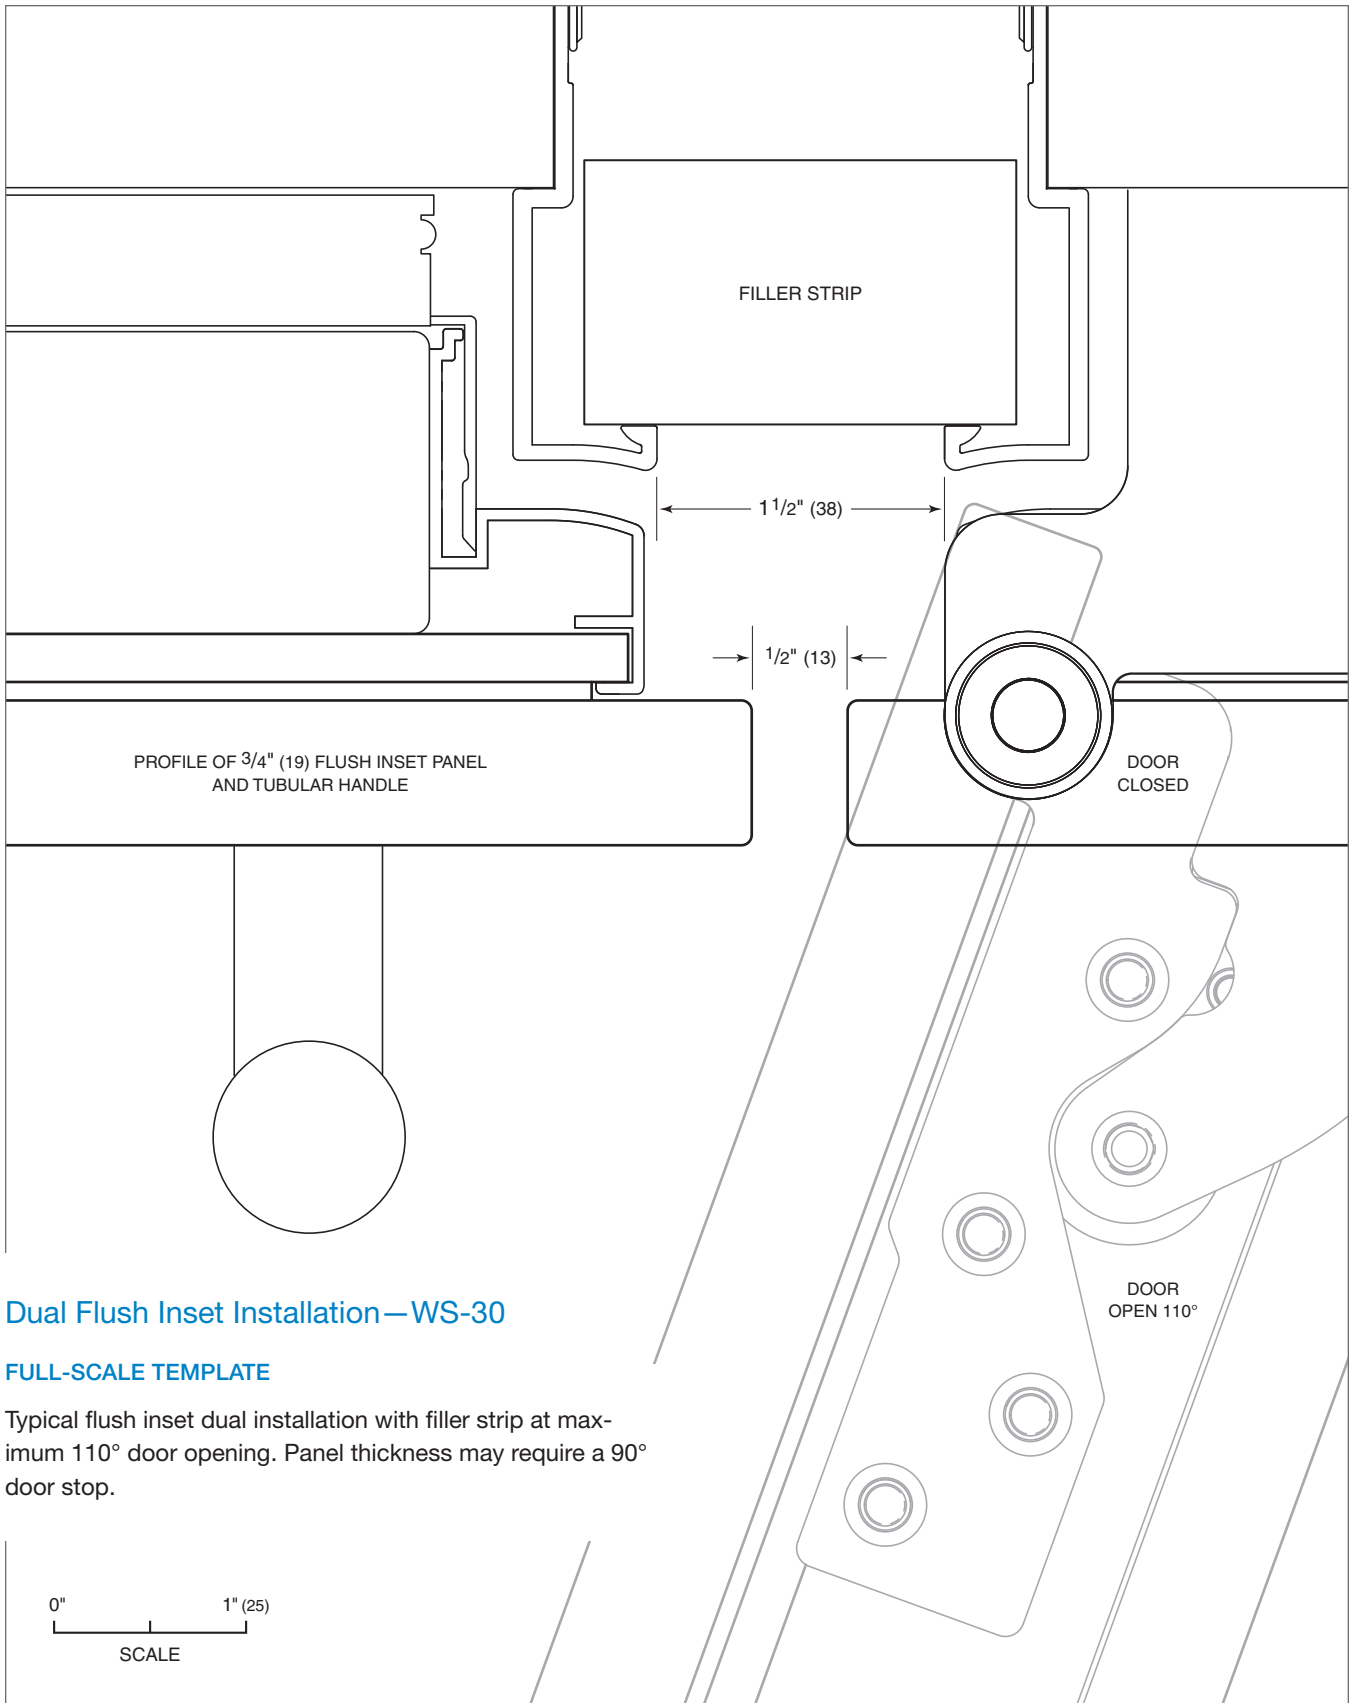 FILLER STRIP
1 1/2" (38)
1/2" (13)
PROFILE OF 3/4" (19) FLUSH INSET PANEL
AND TUBULAR HANDLE
DOOR
CLOSED
DOOR
OPEN 110°
Dual Flush Inset Installation—WS-30
FULL-SCALE TEMPLATE
Typical flush inset dual installation with filler strip at max-
imum 110° door opening. Panel thickness may require a 90°
door stop.
0" 1" (25)
SCALE